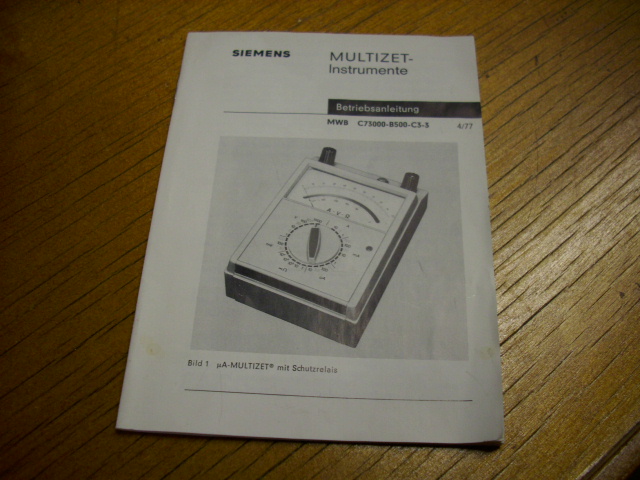 SIEMENS
MULTIZET-
Instrumente
Betriebsanleitung
MWB C73000-B500-C3-3 4/77
A V Ω
Bild 1 µA-MULTIZET® mit Schutzrelais